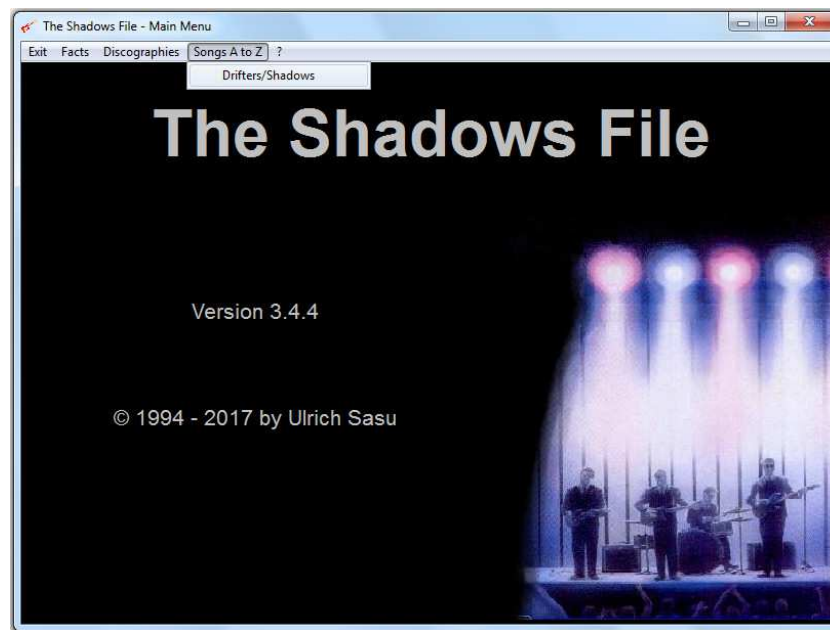 The Shadows File - Main Menu
Exit Facts Discographies Songs A to Z ?
Drifters/Shadows
The Shadows File
Version 3.4.4
© 1994 - 2017 by Ulrich Sasu